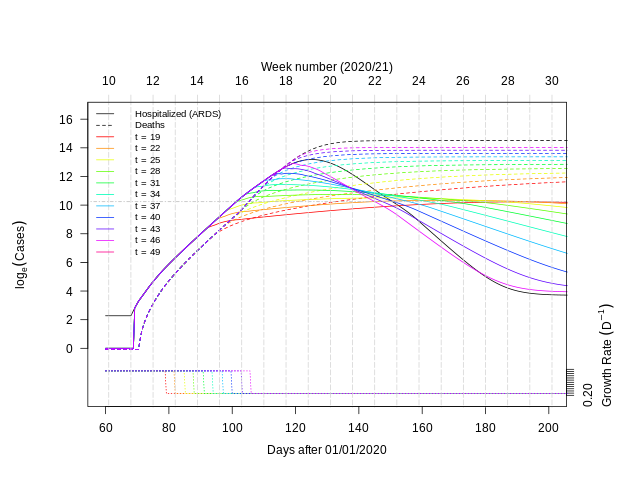 Week number (2020/21)
10 12 14 16 18 20 22 24 26 28 30
Hospitalized (ARDS)
Deaths
t = 19
t = 22
t = 25
t = 28
t = 31
t = 34
t = 37
t = 40
t = 43
t = 46
t = 49
16
14
12
10
8
6
4
2
0
logₑ(Cases)
0.20
Growth Rate (D⁻¹)
60 80 100 120 140 160 180 200
Days after 01/01/2020